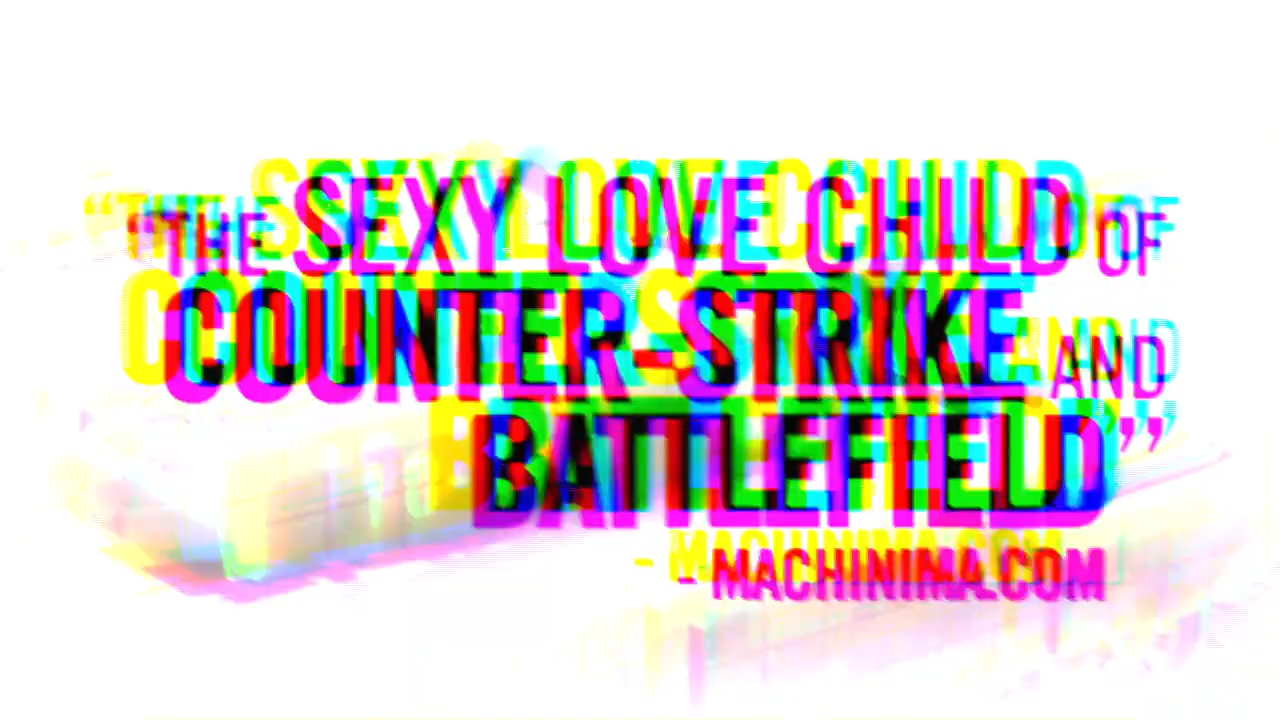 “THE SEXY LOVE CHILD OF
COUNTER-STRIKE AND
BATTLEFIELD”
- MACHINIMA.COM